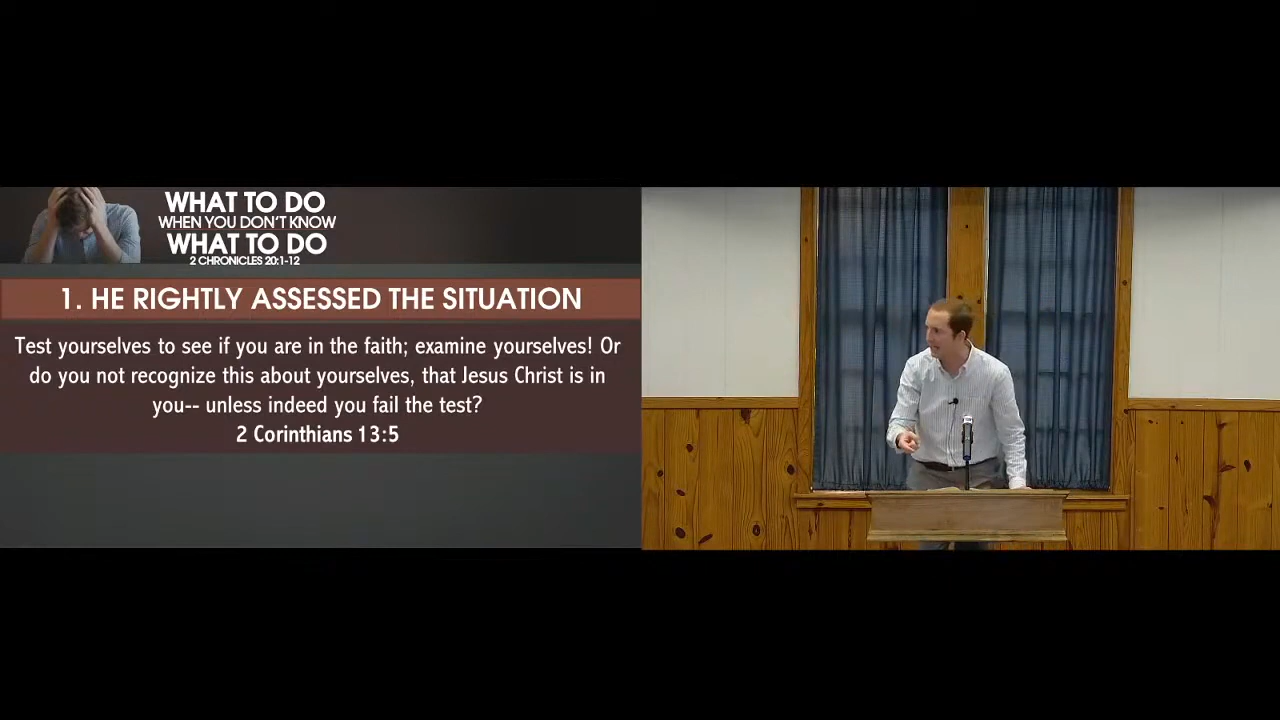 WHAT TO DO
WHEN YOU DON'T KNOW
WHAT TO DO
2 CHRONICLES 20:1-12
1. HE RIGHTLY ASSESSED THE SITUATION
Test yourselves to see if you are in the faith; examine yourselves! Or
do you not recognize this about yourselves, that Jesus Christ is in
you-- unless indeed you fail the test?
2 Corinthians 13:5